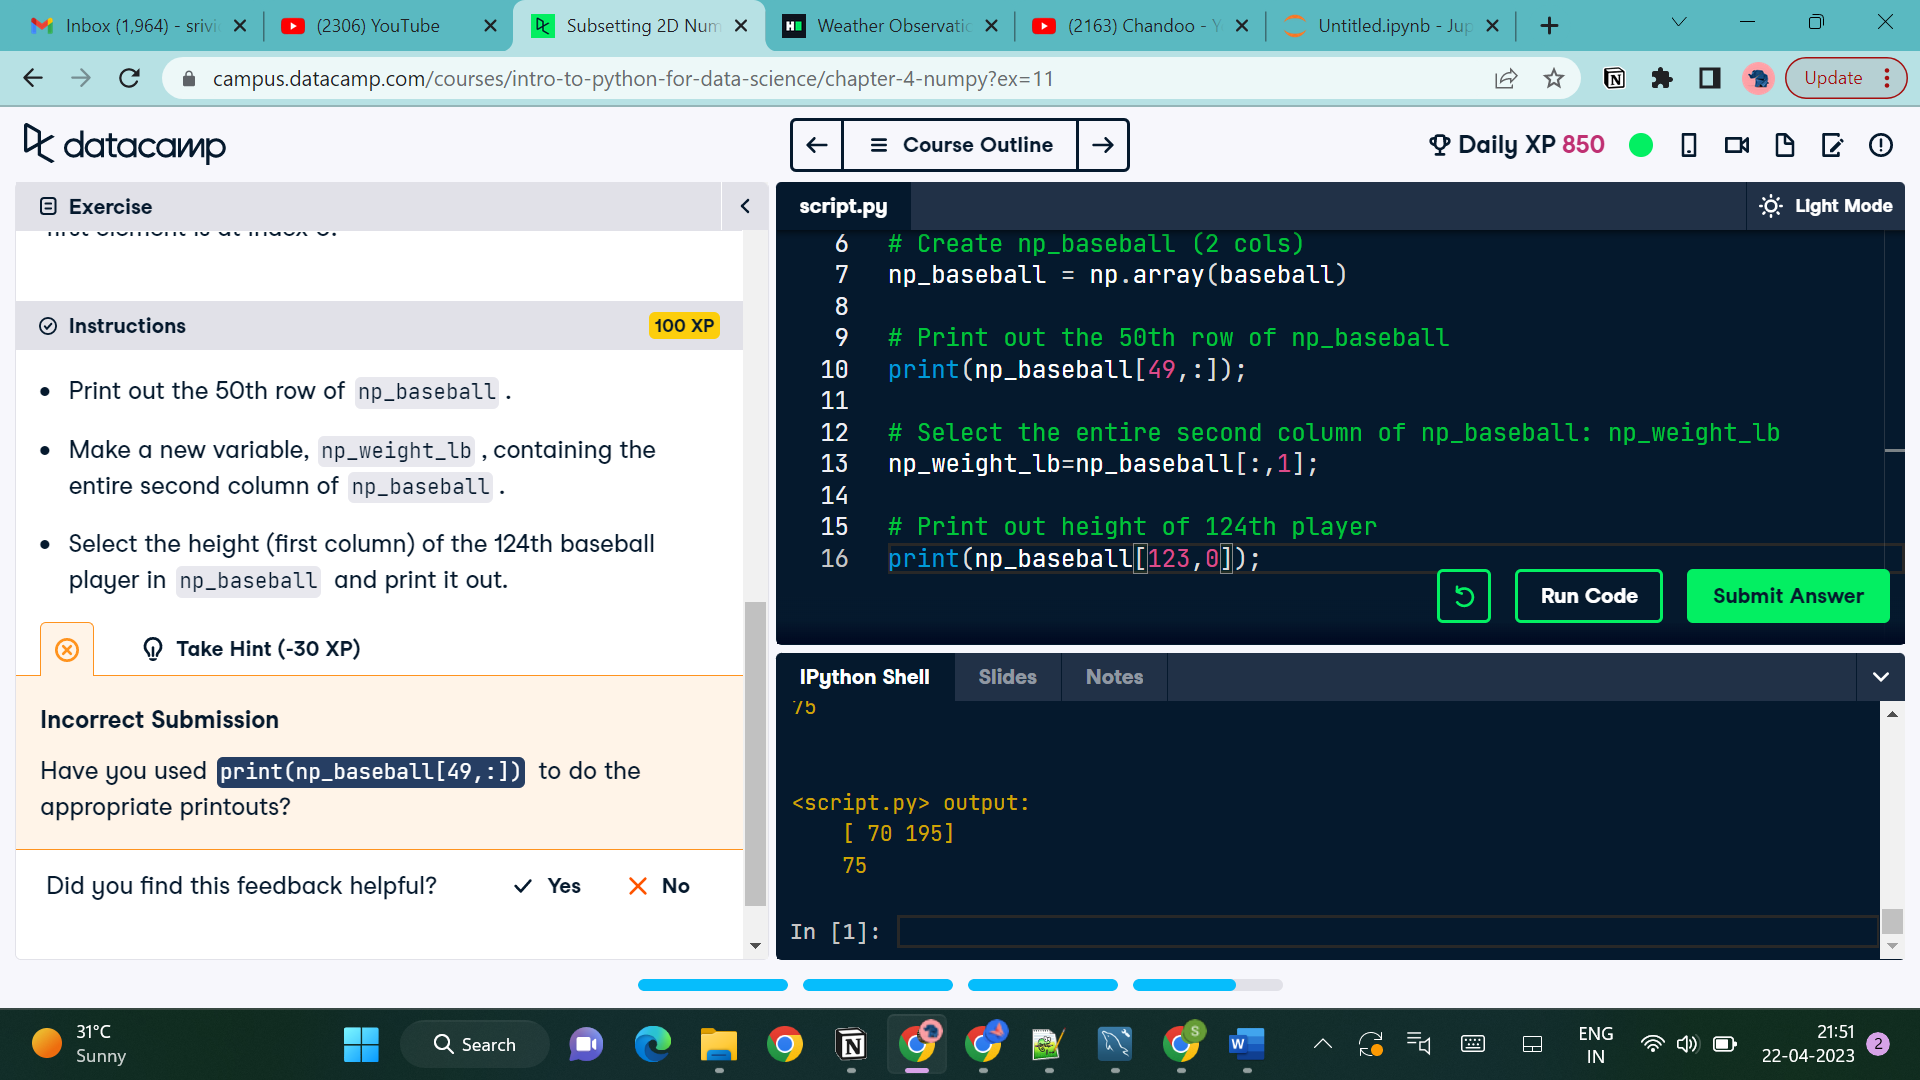 Inbox (1,964) - srivi
(2306) YouTube
Subsetting 2D Num
Weather Observatio
(2163) Chandoo - Y
Untitled.ipynb - Jup
campus.datacamp.com/courses/intro-to-python-for-data-science/chapter-4-numpy?ex=11
Update
datacamp
Course Outline
Daily XP 850
Exercise
first element is at index 0.
Instructions
100 XP
Print out the 50th row of np_baseball .
Make a new variable, np_weight_lb , containing the
entire second column of np_baseball .
Select the height (first column) of the 124th baseball
player in np_baseball and print it out.
Take Hint (-30 XP)
Incorrect Submission
Have you used print(np_baseball[49,:]) to do the
appropriate printouts?
Did you find this feedback helpful?
Yes
No
script.py
Light Mode
6 # Create np_baseball (2 cols)
7 np_baseball = np.array(baseball)
8
9 # Print out the 50th row of np_baseball
10 print(np_baseball[49,:]);
11
12 # Select the entire second column of np_baseball: np_weight_lb
13 np_weight_lb=np_baseball[:,1];
14
15 # Print out height of 124th player
16 print(np_baseball[123,0]);
Run Code
Submit Answer
IPython Shell
Slides
Notes
75
<script.py> output:
[ 70 195]
75
In [1]:
31°C
Sunny
Search
S
W
ENG
IN
21:51
22-04-2023
2